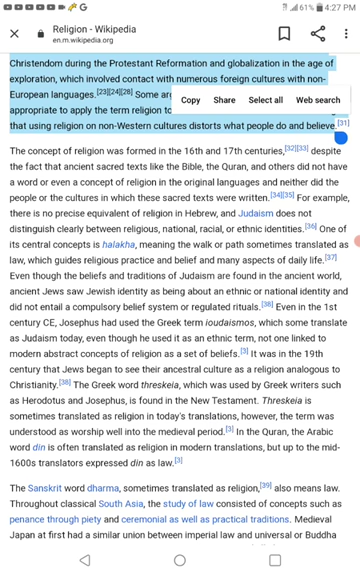 61% 4:27 PM
Religion - Wikipedia
en.m.wikipedia.org
Christendom during the Protestant Reformation and globalization in the age of
exploration, which involved contact with numerous foreign cultures with non-
European languages.[23][24][28] Some ar
appropriate to apply the term religion to
that using religion on non-Western cultures distorts what people do and believe.[31]
Copy Share Select all Web search
The concept of religion was formed in the 16th and 17th centuries,[32][33] despite
the fact that ancient sacred texts like the Bible, the Quran, and others did not have
a word or even a concept of religion in the original languages and neither did the
people or the cultures in which these sacred texts were written.[34][35] For example,
there is no precise equivalent of religion in Hebrew, and Judaism does not
distinguish clearly between religious, national, racial, or ethnic identities.[36] One of
its central concepts is halakha, meaning the walk or path sometimes translated as
law, which guides religious practice and belief and many aspects of daily life.[37]
Even though the beliefs and traditions of Judaism are found in the ancient world,
ancient Jews saw Jewish identity as being about an ethnic or national identity and
did not entail a compulsory belief system or regulated rituals.[38] Even in the 1st
century CE, Josephus had used the Greek term ioudaismos, which some translate
as Judaism today, even though he used it as an ethnic term, not one linked to
modern abstract concepts of religion as a set of beliefs.[3] It was in the 19th
century that Jews began to see their ancestral culture as a religion analogous to
Christianity.[38] The Greek word threskeia, which was used by Greek writers such
as Herodotus and Josephus, is found in the New Testament. Threskeia is
sometimes translated as religion in today's translations, however, the term was
understood as worship well into the medieval period.[3] In the Quran, the Arabic
word din is often translated as religion in modern translations, but up to the mid-
1600s translators expressed din as law.[3]
The Sanskrit word dharma, sometimes translated as religion,[39] also means law.
Throughout classical South Asia, the study of law consisted of concepts such as
penance through piety and ceremonial as well as practical traditions. Medieval
Japan at first had a similar union between imperial law and universal or Buddha